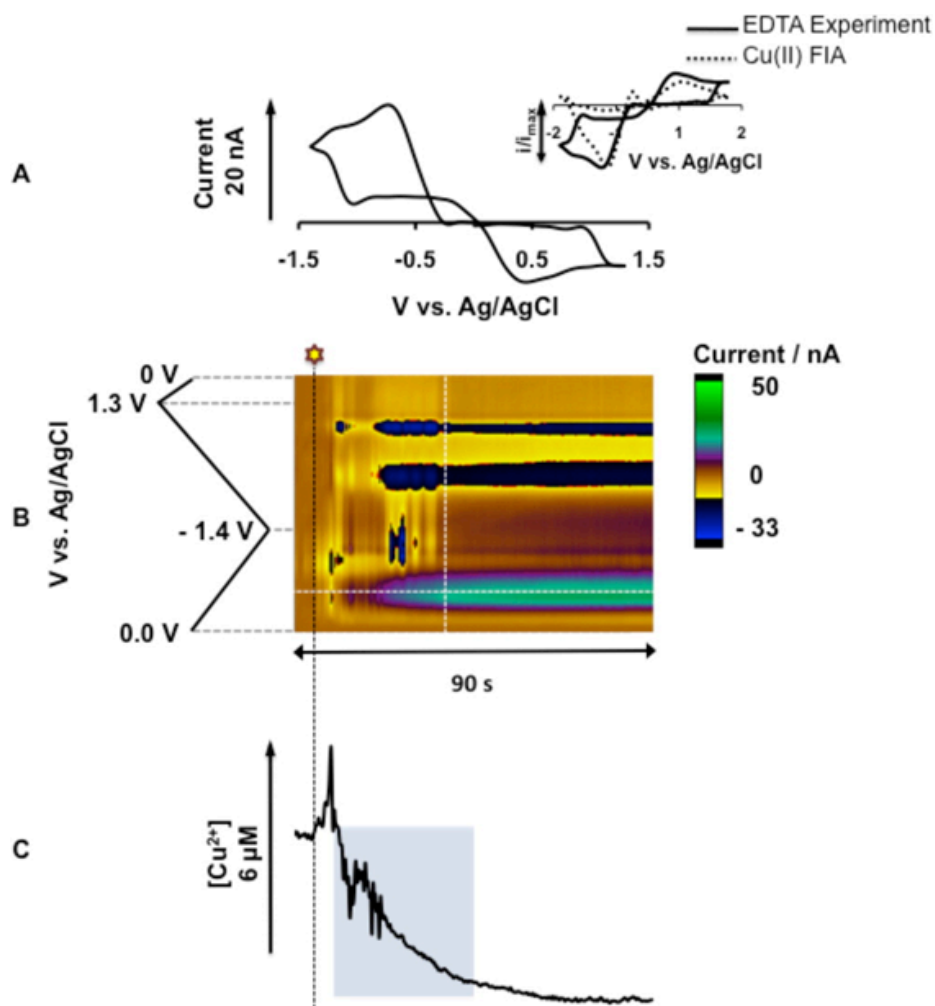 EDTA Experiment
Cu(II) FIA
A
Current
20 nA
i/imax
-2
1
2
V vs. Ag/AgCl
-1.5
-0.5
0.5
1.5
V vs. Ag/AgCl
B
V vs. Ag/AgCl
0 V
1.3 V
- 1.4 V
0.0 V
Current / nA
50
0
- 33
90 s
C
[Cu²⁺]
6 µM